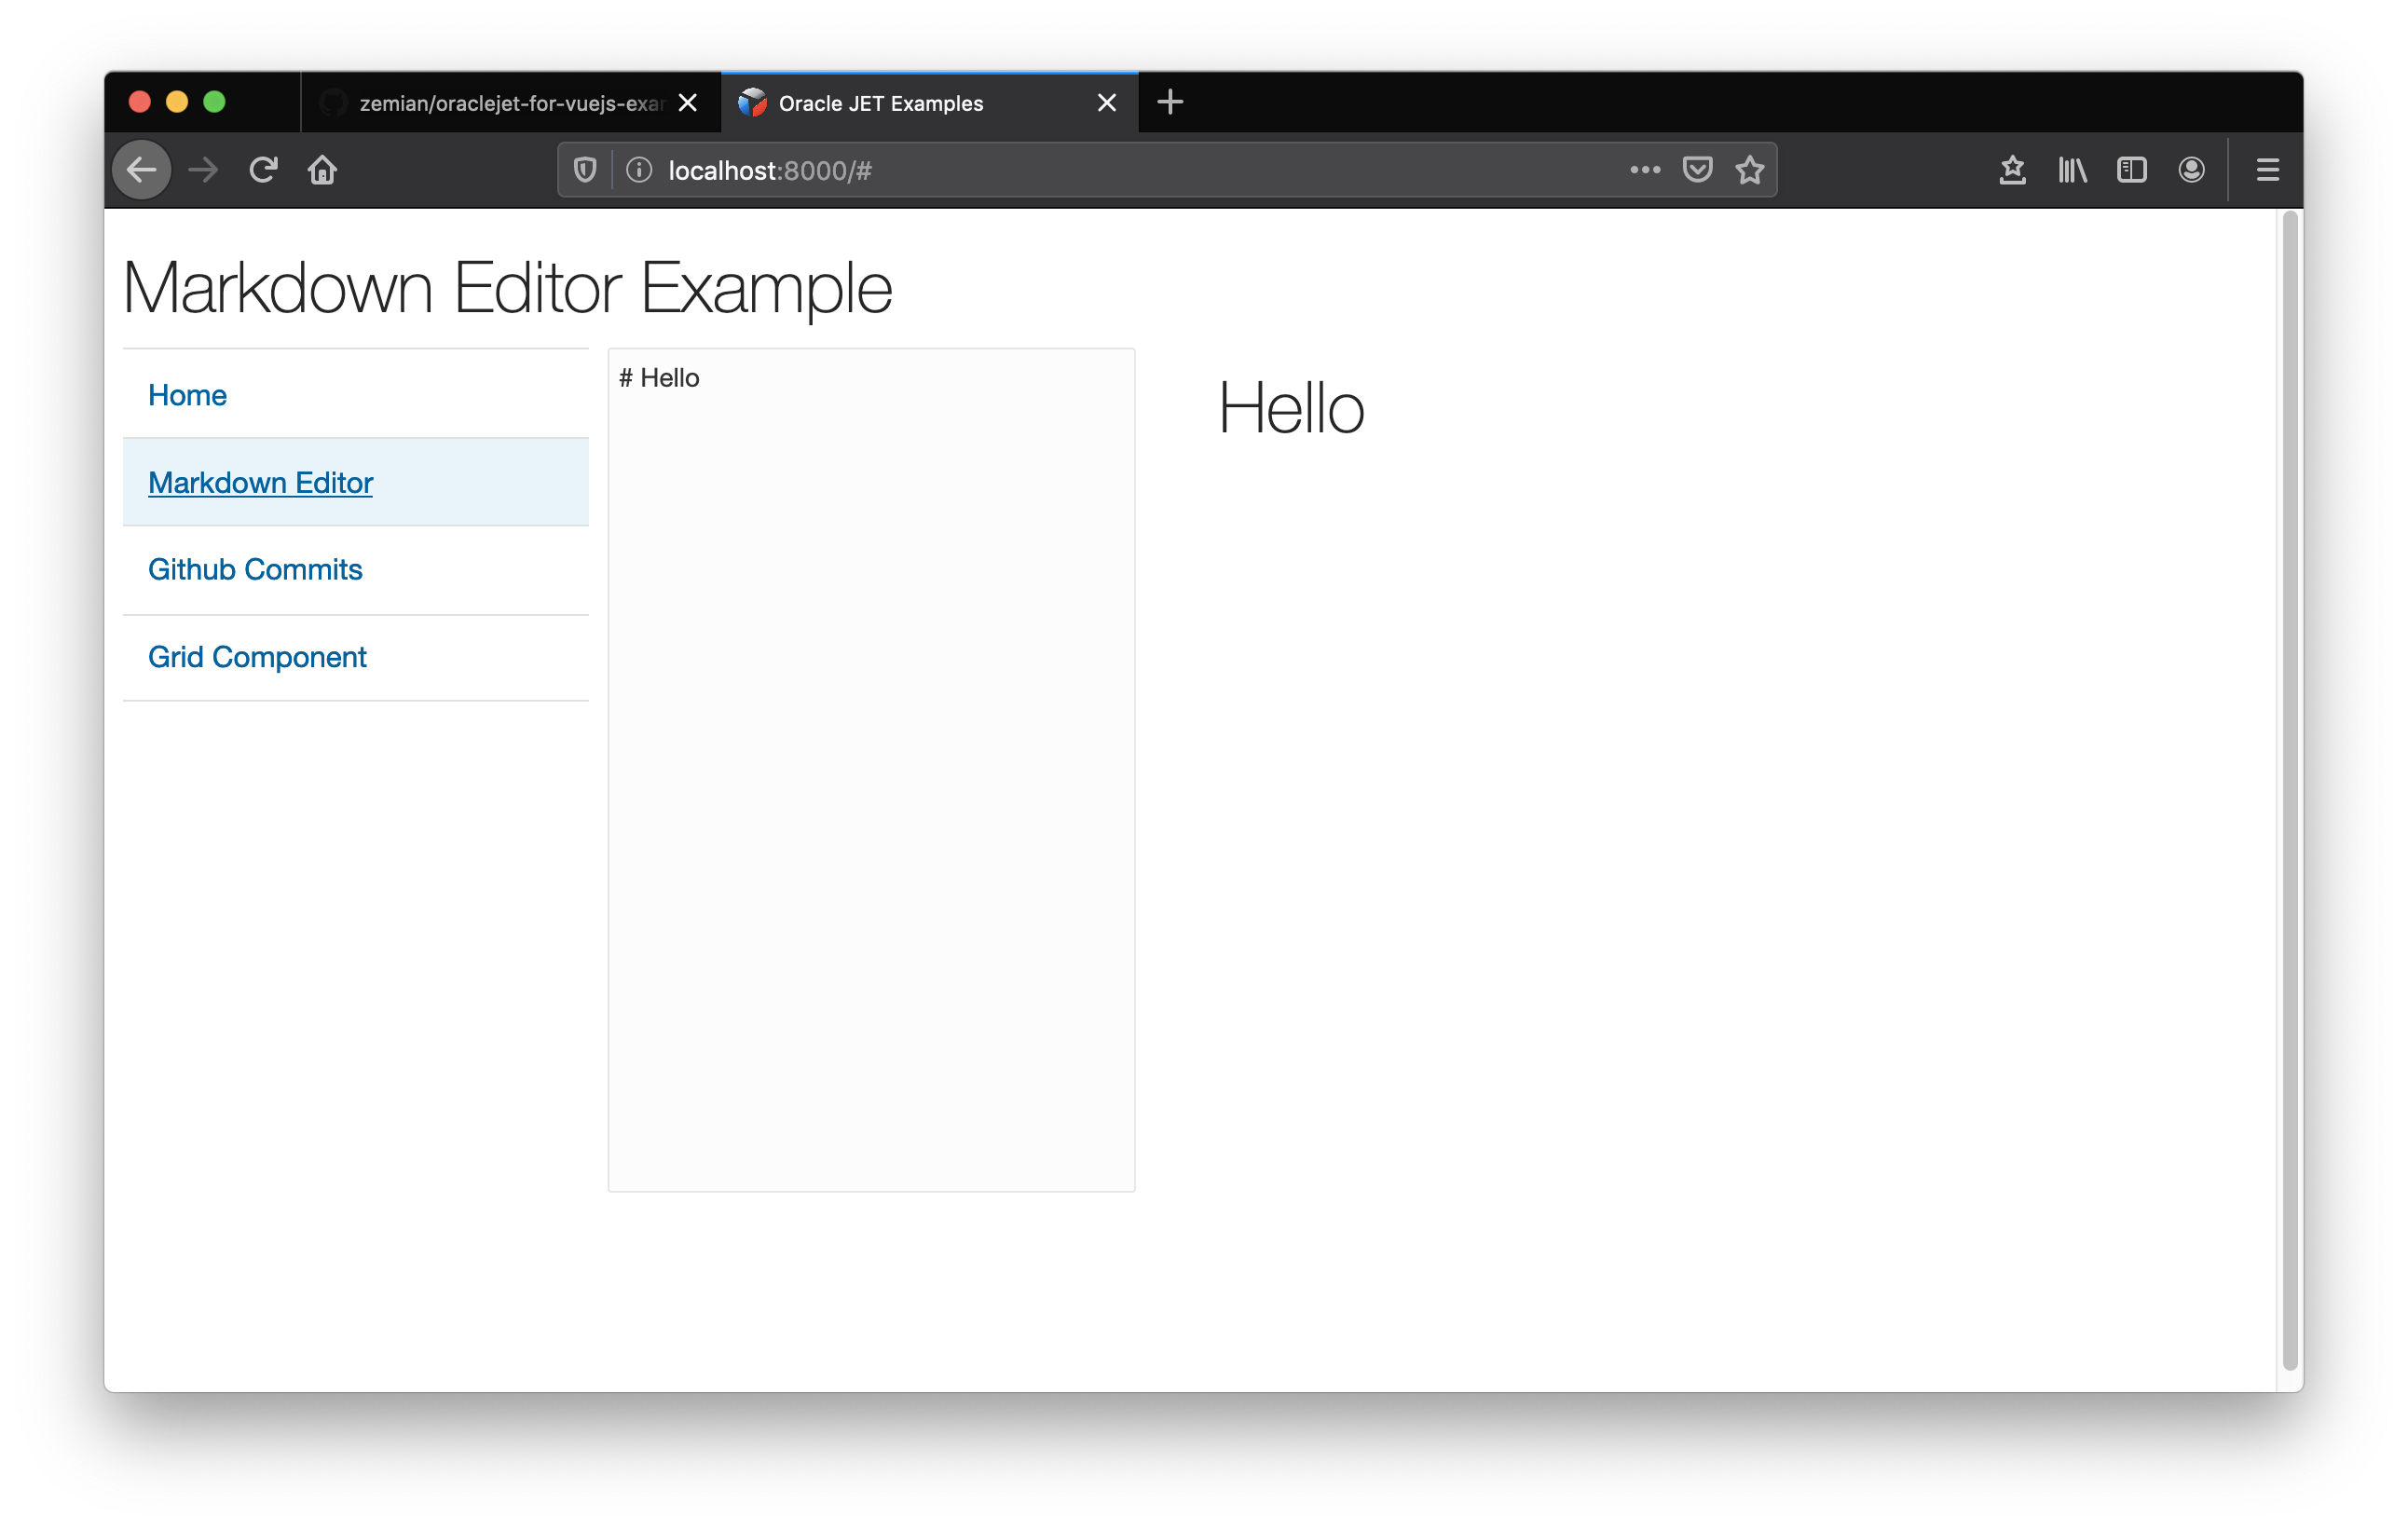 zemian/oraclejet-for-vuejs-exar
Oracle JET Examples
localhost:8000/#
Markdown Editor Example
Home
Markdown Editor
Github Commits
Grid Component
# Hello
Hello